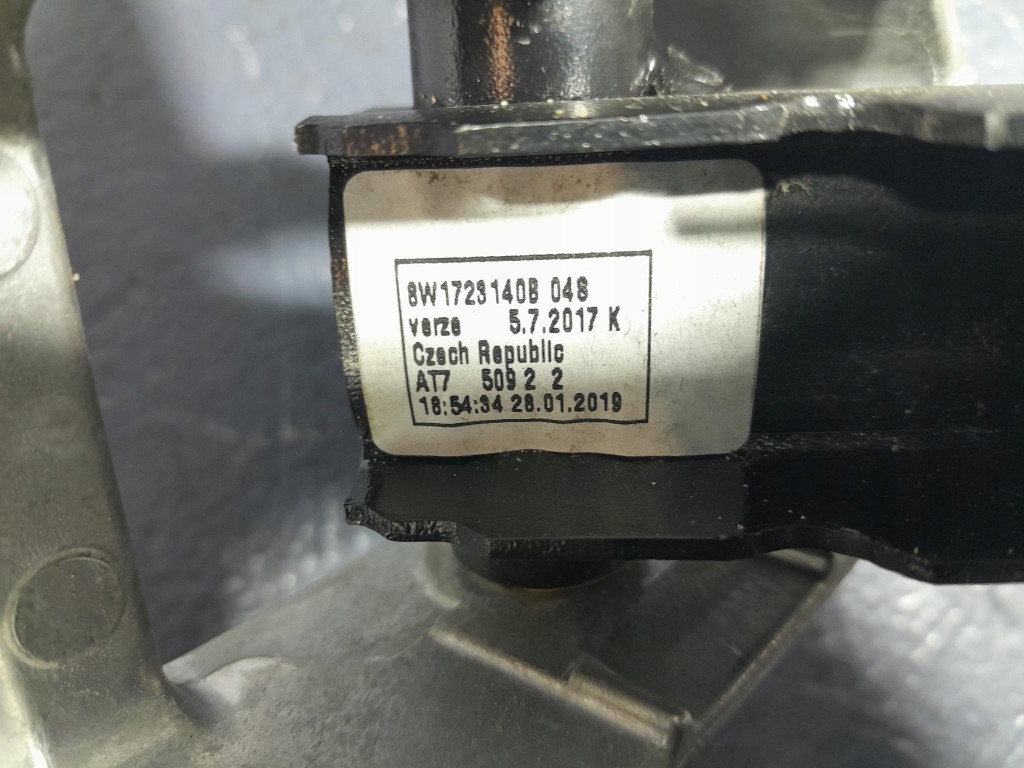 8W1723140B 04S
verze 5.7.2017 K
Czech Republic
AT7 509 2 2
18:54:34 28.01.2019